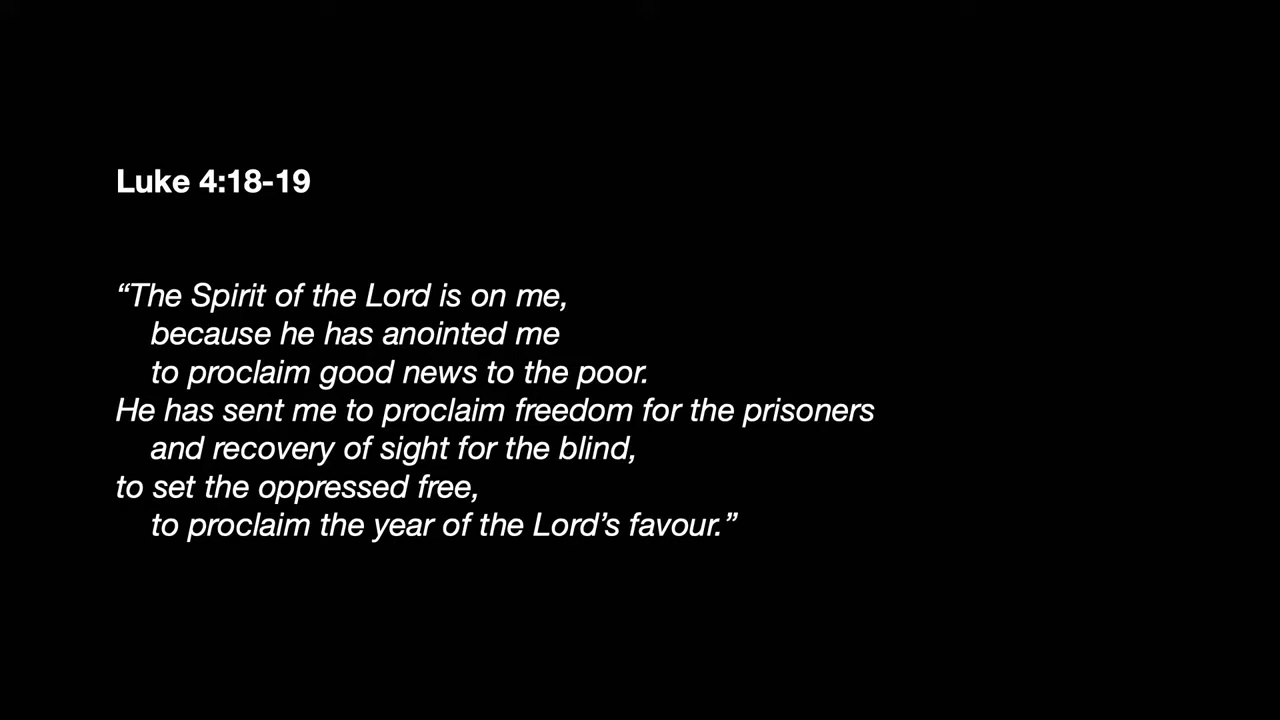 Luke 4:18-19
“The Spirit of the Lord is on me,
because he has anointed me
to proclaim good news to the poor.
He has sent me to proclaim freedom for the prisoners
and recovery of sight for the blind,
to set the oppressed free,
to proclaim the year of the Lord’s favour.”